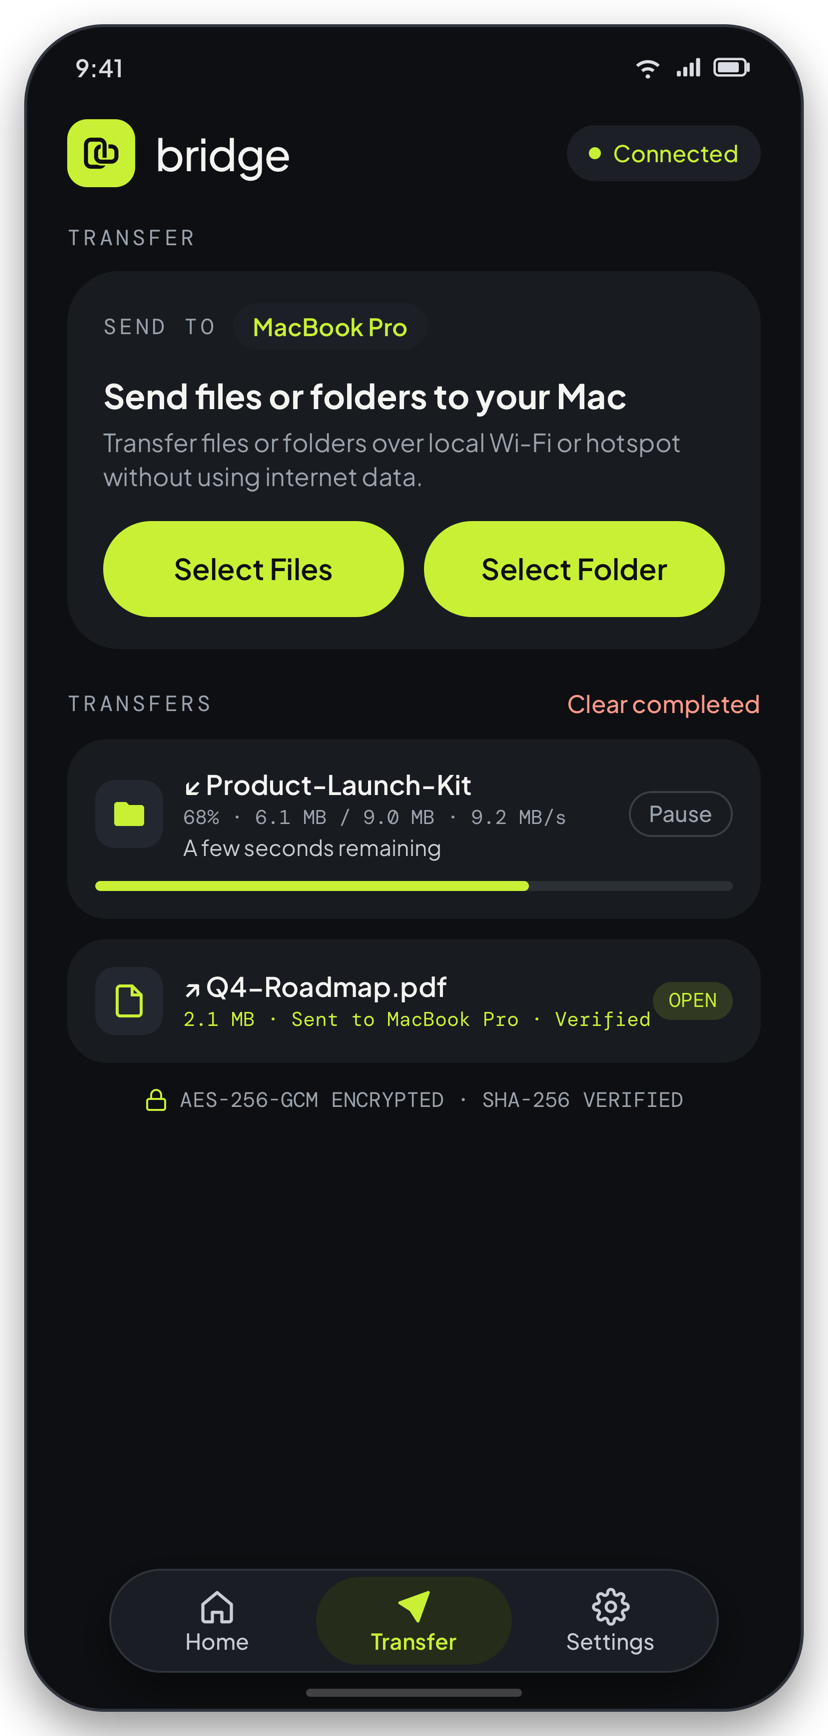 9:41
bridge
Connected
TRANSFER
SEND TO MacBook Pro
Send files or folders to your Mac
Transfer files or folders over local Wi-Fi or hotspot
without using internet data.
Select Files
Select Folder
TRANSFERS
Clear completed
↙ Product-Launch-Kit
68% · 6.1 MB / 9.0 MB · 9.2 MB/s
A few seconds remaining
Pause
↗ Q4-Roadmap.pdf
2.1 MB · Sent to MacBook Pro · Verified
OPEN
AES-256-GCM ENCRYPTED · SHA-256 VERIFIED
Home
Transfer
Settings